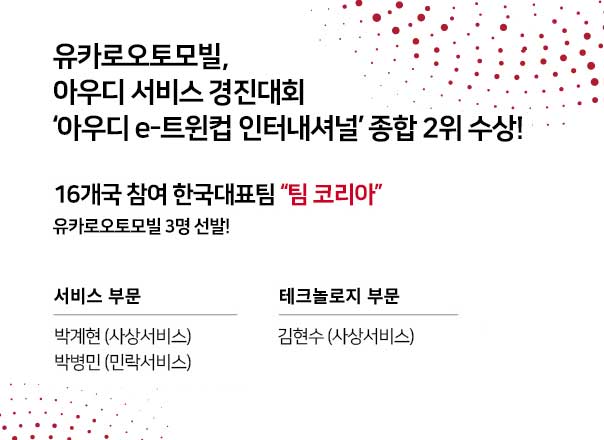 유카로오토모빌,
아우디 서비스 경진대회
‘아우디 e-트윈컵 인터내셔널’ 종합 2위 수상!
16개국 참여 한국대표팀 “팀 코리아”
유카로오토모빌 3명 선발!
서비스 부문
박계현 (사상서비스)
박병민 (민락서비스)
테크놀로지 부문
김현수 (사상서비스)